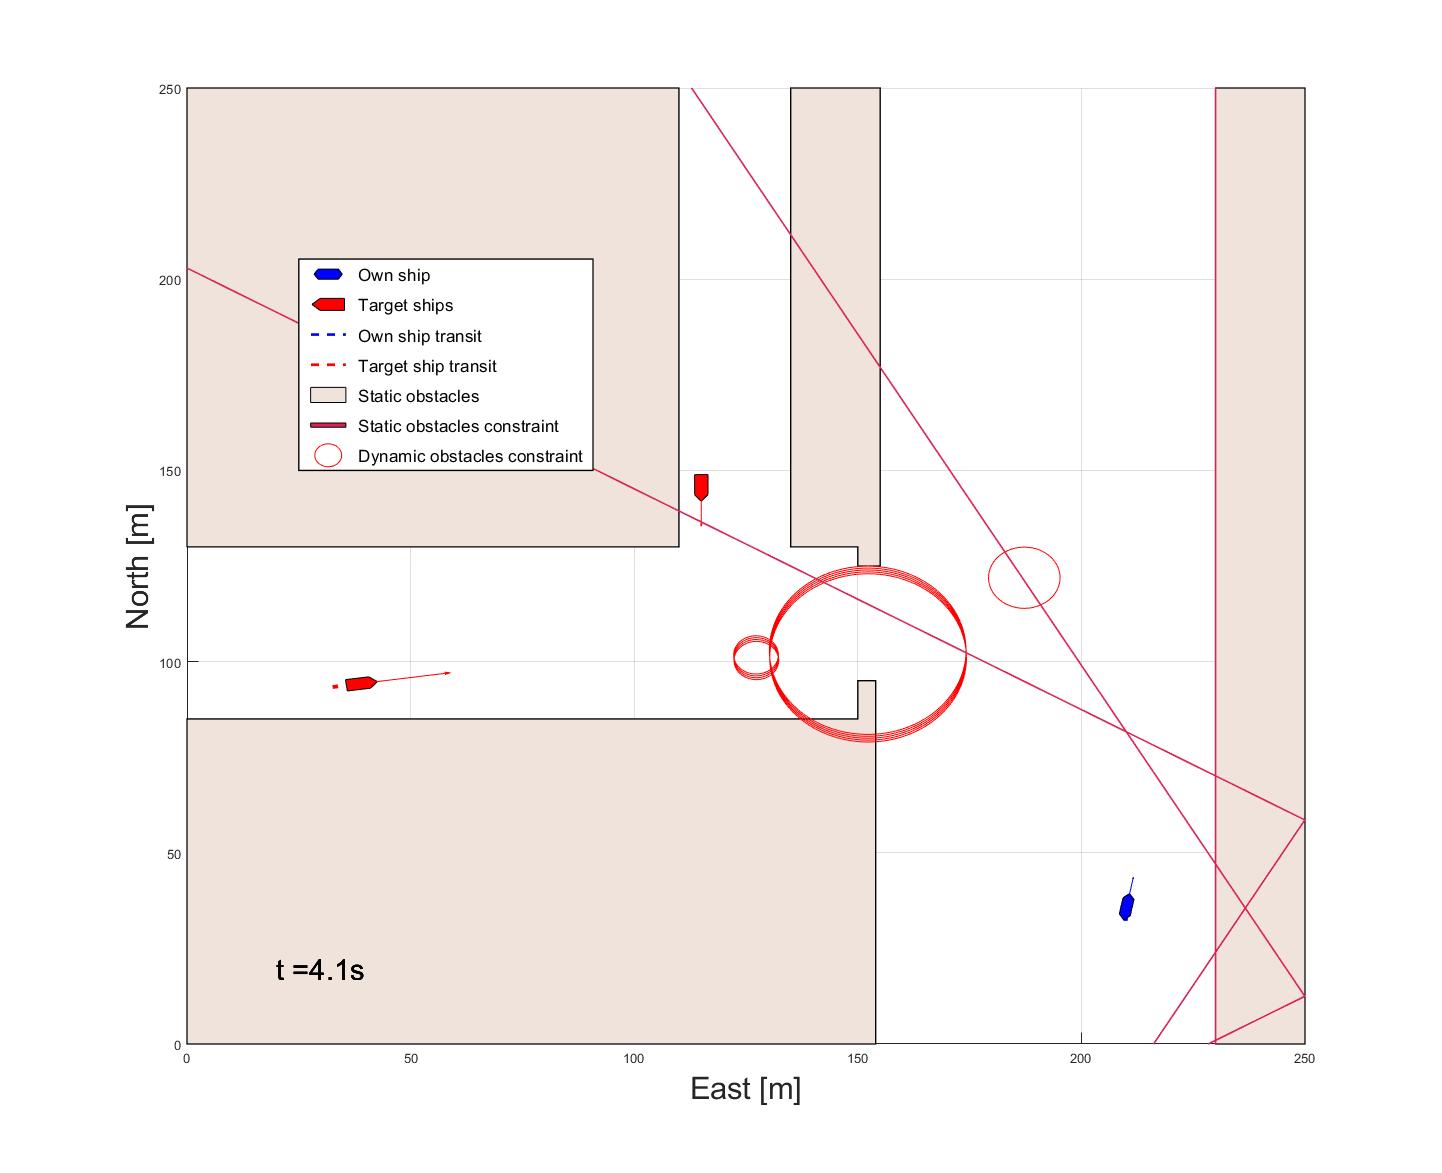 250
200
150
100
50
0
North [m]
Own ship
Target ships
Own ship transit
Target ship transit
Static obstacles
Static obstacles constraint
Dynamic obstacles constraint
t =4.1s
0
50
100
150
200
250
East [m]